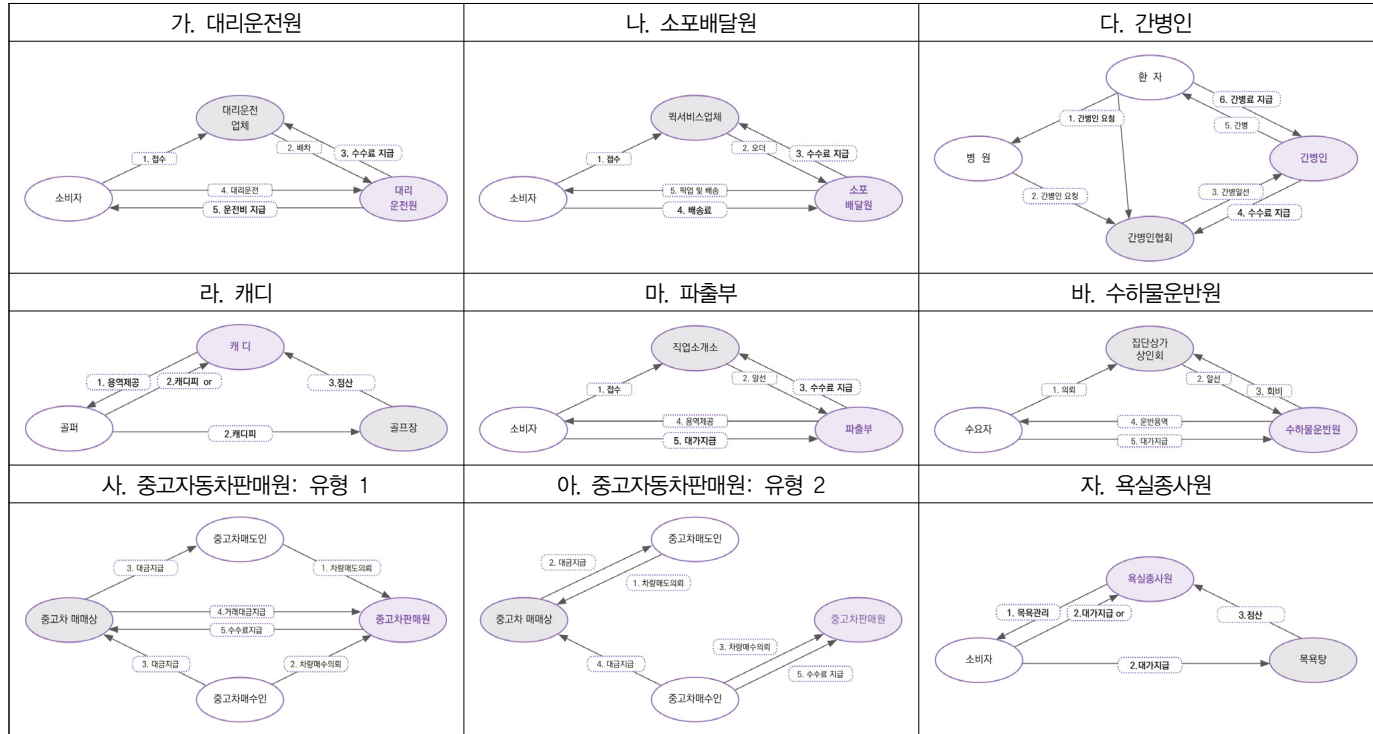 가. 대리운전원
대리운전
업체
1. 접수
2. 배차
3. 수수료 지급
소비자
4. 대리운전
5. 운전비 지급
대리
운전원
나. 소포배달원
퀵서비스업체
1. 접수
2. 오더
3. 수수료 지급
소비자
5. 픽업 및 배송
4. 배송료
소포
배달원
다. 간병인
환 자
6. 간병료 지급
1. 간병인 요청
5. 간병
병 원
간병인
2. 간병인 요청
3. 간병알선
4. 수수료 지급
간병인협회
라. 캐디
캐 디
1. 용역제공
2.캐디피 or
3.정산
골퍼
2.캐디피
골프장
마. 파출부
직업소개소
1. 접수
2. 알선
3. 수수료 지급
소비자
4. 용역제공
5. 대가지급
파출부
바. 수하물운반원
집단상가
상인회
1. 의뢰
2. 알선
3. 회비
수요자
4. 운반용역
5. 대가지급
수하물운반원
사. 중고자동차판매원: 유형 1
중고차매도인
3. 대금지급
1. 차량매도의뢰
중고차 매매상
4.거래대금지급
5.수수료지급
중고차판매원
3. 대금지급
2. 차량매수의뢰
중고차매수인
아. 중고자동차판매원: 유형 2
중고차매도인
2. 대금지급
1. 차량매도의뢰
중고차 매매상
중고차판매원
3. 차량매수의뢰
4. 대금지급
5. 수수료 지급
중고차매수인
자. 욕실종사원
욕실종사원
1. 목욕관리
2.대가지급 or
3.정산
소비자
2.대가지급
목욕탕